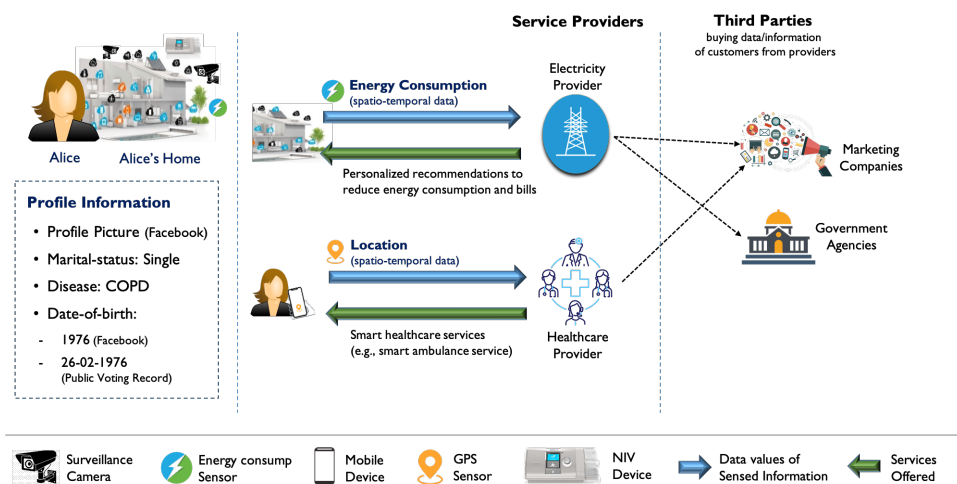 Service Providers
Third Parties
buying data/information
of customers from providers
Alice
Alice's Home
Profile Information
• Profile Picture (Facebook)
• Marital-status: Single
• Disease: COPD
• Date-of-birth:
- 1976 (Facebook)
- 26-02-1976
(Public Voting Record)
Energy Consumption
(spatio-temporal data)
Personalized recommendations to
reduce energy consumption and bills
Electricity
Provider
Location
(spatio-temporal data)
Smart healthcare services
(e.g., smart ambulance service)
Healthcare
Provider
Marketing
Companies
Government
Agencies
Surveillance
Camera
Energy consump
Sensor
Mobile
Device
GPS
Sensor
NIV
Device
Data values of
Sensed Information
Services
Offered